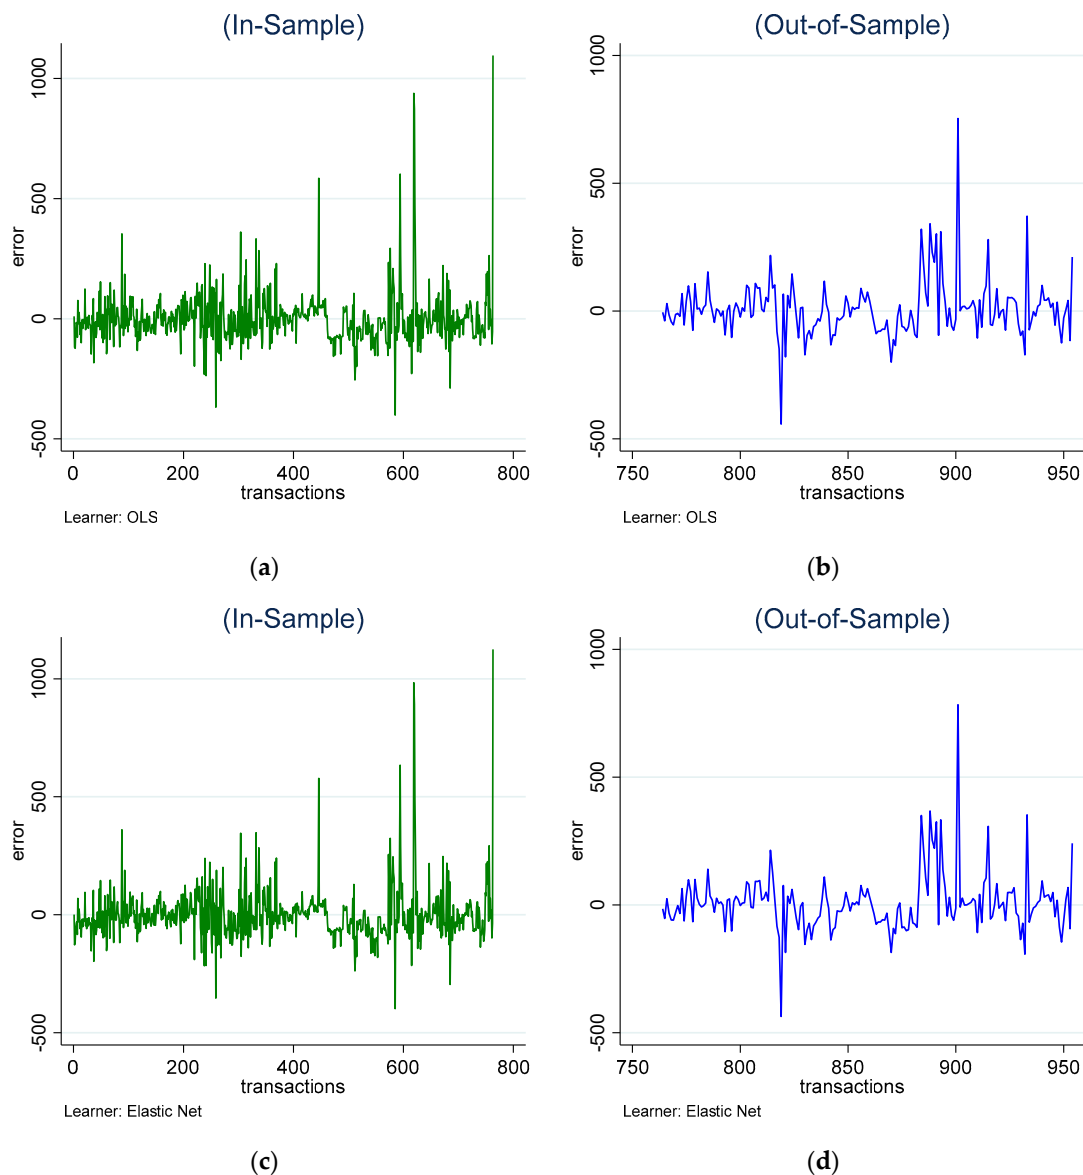 (In-Sample)
error
1000
500
0
-500
0 200 400 600 800
transactions
Learner: OLS
(a)
(Out-of-Sample)
error
1000
500
0
-500
750 800 850 900 950
transactions
Learner: OLS
(b)
(In-Sample)
error
1000
500
0
-500
0 200 400 600 800
transactions
Learner: Elastic Net
(c)
(Out-of-Sample)
error
1000
500
0
-500
750 800 850 900 950
transactions
Learner: Elastic Net
(d)